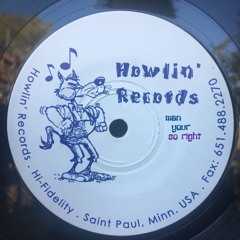 Howlin'
Records
man
your
so right
Howlin' Records · Hi-Fidelity · Saint Paul, Minn. USA · Fax: 651.488.2270